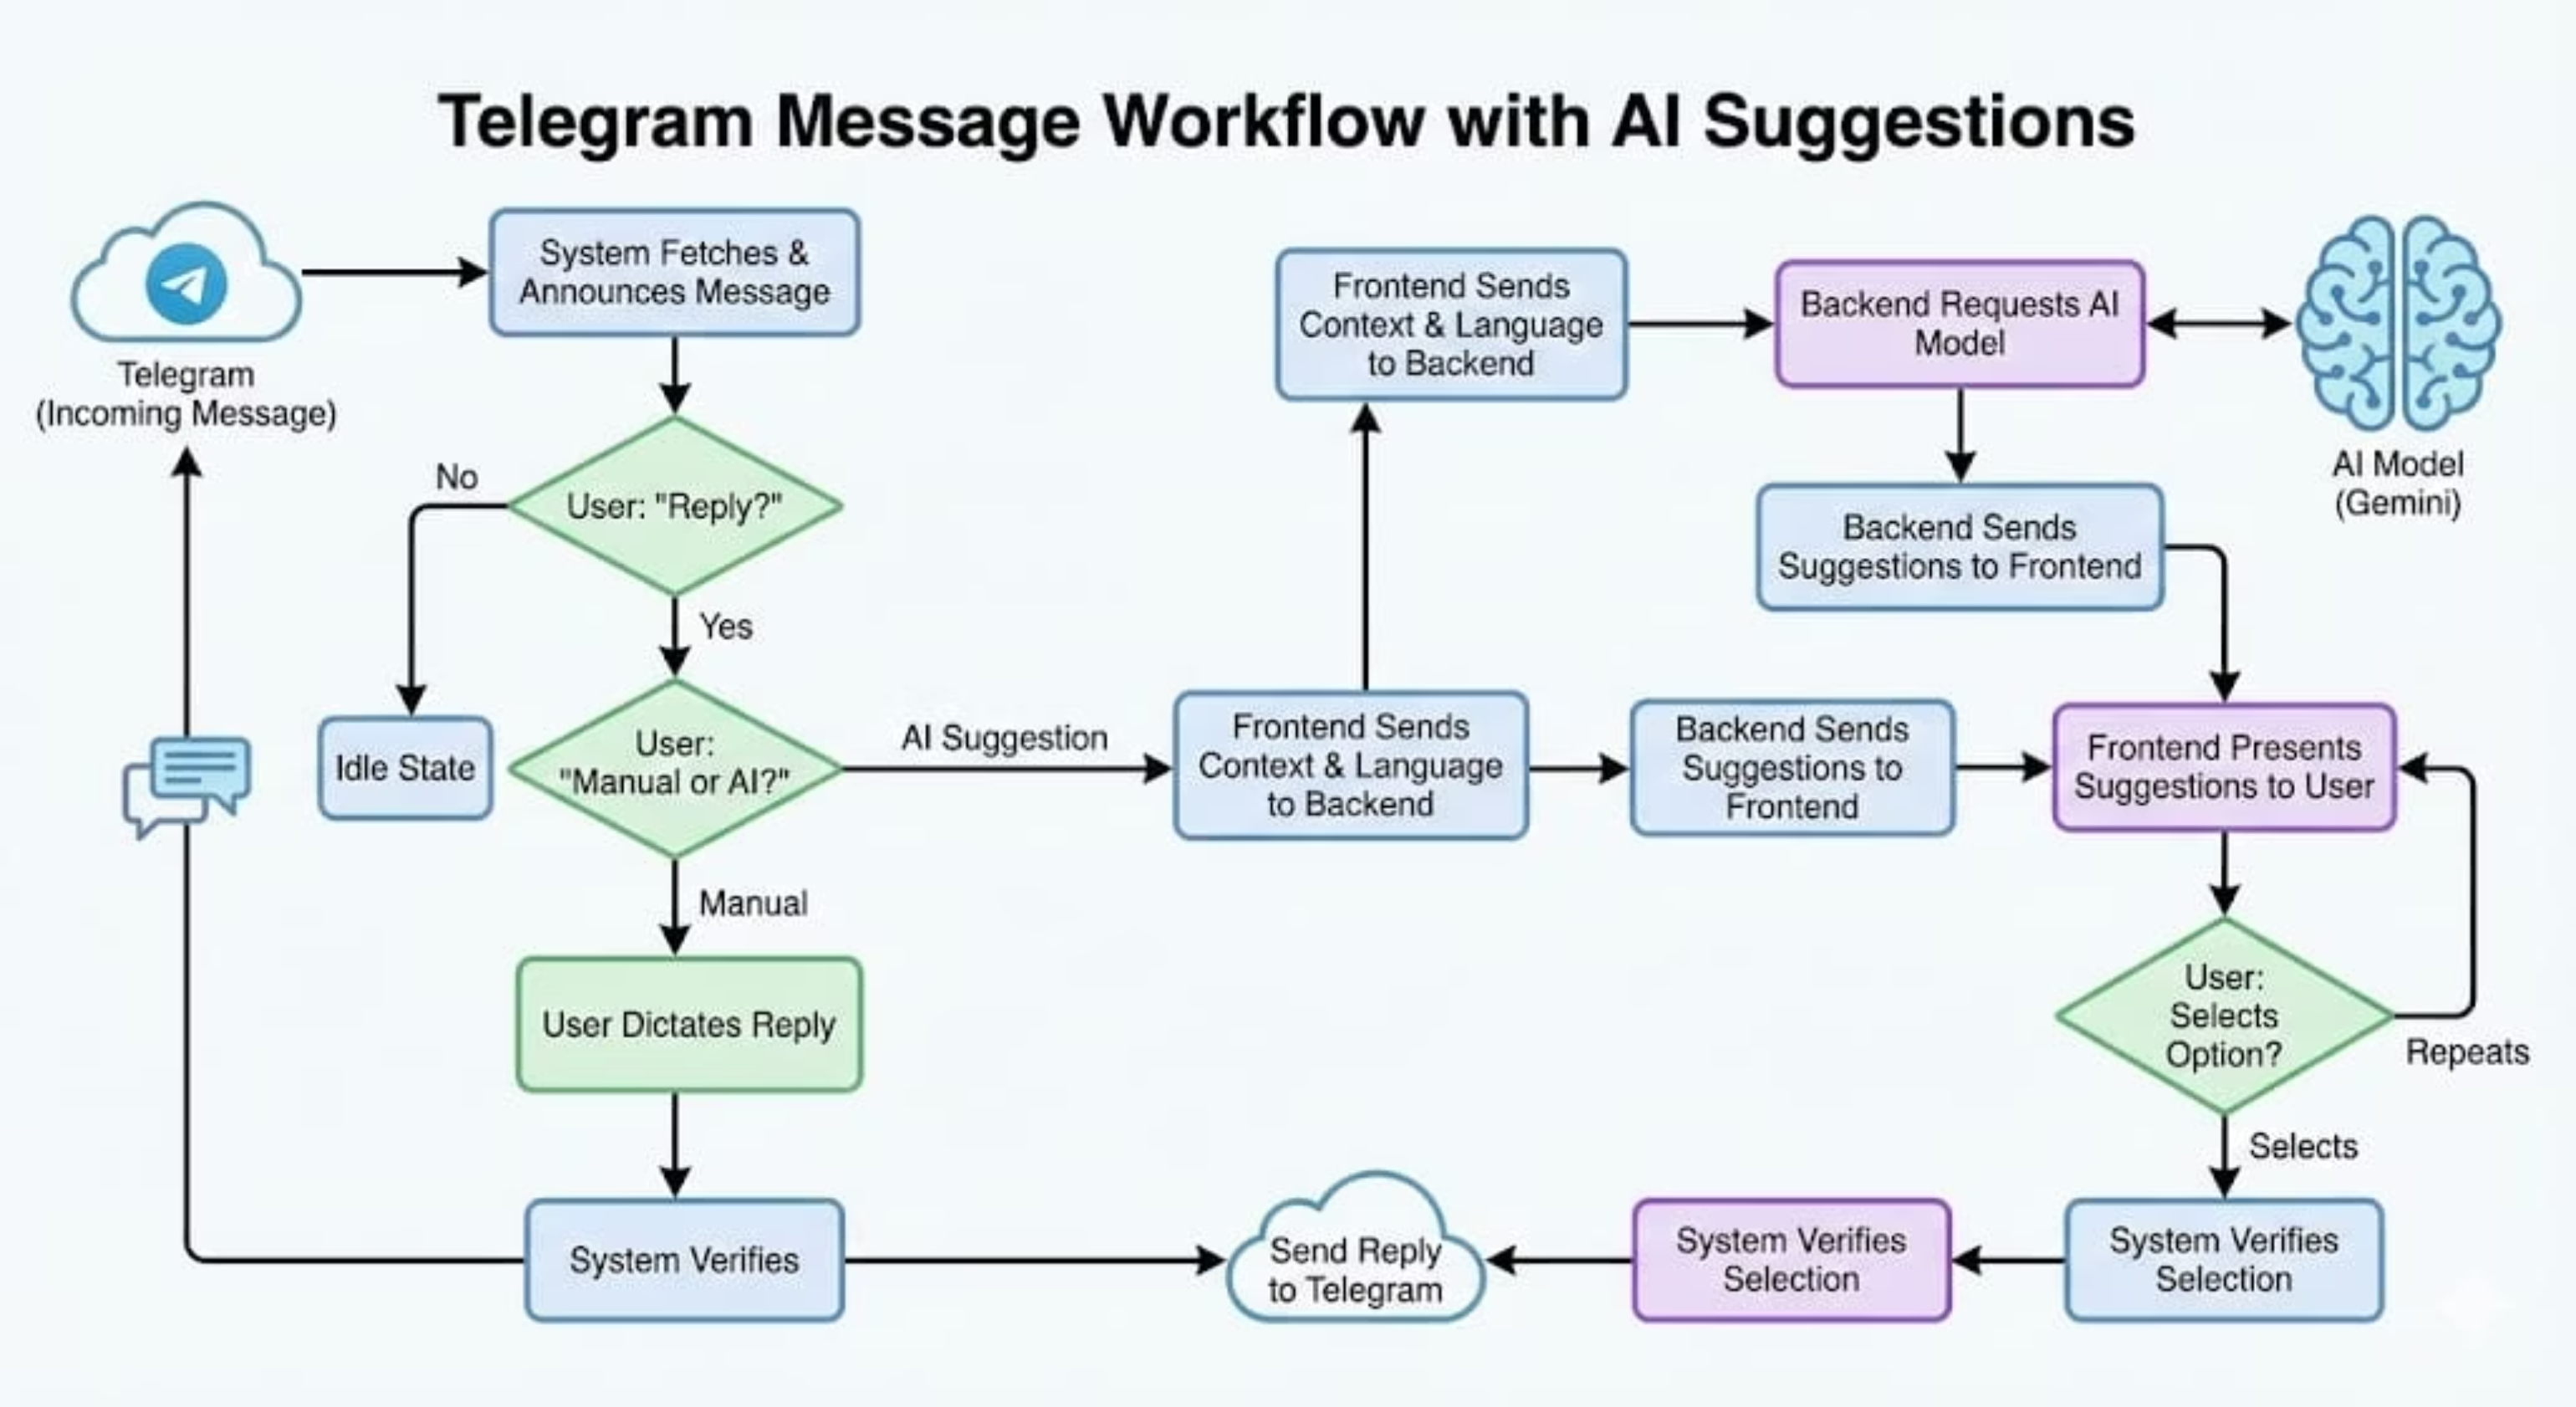 Telegram Message Workflow with AI Suggestions
System Fetches &
Announces Message
Telegram
(Incoming Message)
No
User: "Reply?"
Yes
Idle State
User:
"Manual or AI?"
AI Suggestion
Manual
User Dictates Reply
System Verifies
Frontend Sends
Context & Language
to Backend
Backend Requests AI
Model
AI Model
(Gemini)
Backend Sends
Suggestions to Frontend
Frontend Sends
Context & Language
to Backend
Backend Sends
Suggestions to
Frontend
Frontend Presents
Suggestions to User
User:
Selects
Option?
Repeats
Selects
System Verifies
Selection
System Verifies
Selection
Send Reply
to Telegram